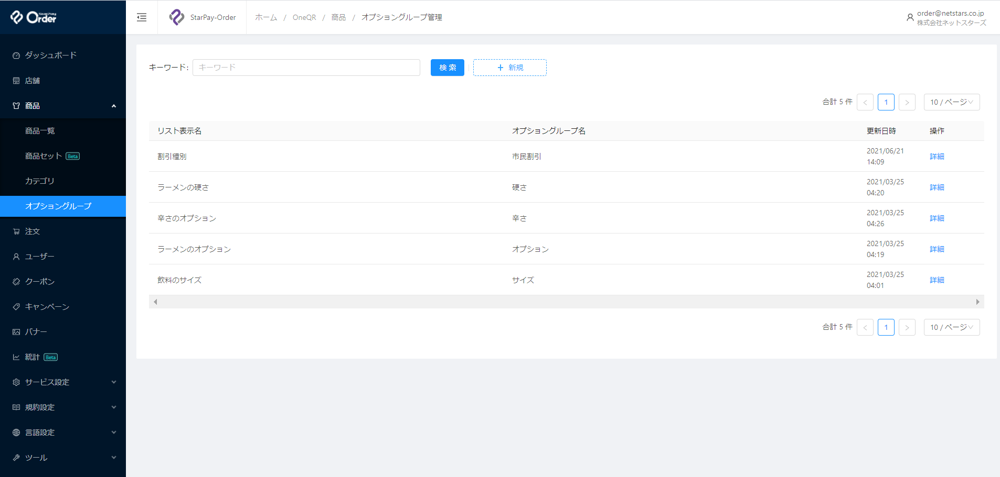 StarPay
Order
StarPay-Order
ホーム / OneQR / 商品 / オプショングループ管理
order@netstars.co.jp
株式会社ネットスターズ
ダッシュボード
店舗
商品
商品一覧
商品セット Beta
カテゴリ
オプショングループ
注文
ユーザー
クーポン
キャンペーン
バナー
統計 Beta
サービス設定
規約設定
言語設定
ツール
キーワード: キーワード 検 索 + 新規
合計 5 件 < 1 > 10 / ページ
リスト表示名 オプショングループ名 更新日時 操作
割引種別 市民割引 2021/06/21 14:09 詳細
ラーメンの硬さ 硬さ 2021/03/25 04:20 詳細
辛さのオプション 辛さ 2021/03/25 04:26 詳細
ラーメンのオプション オプション 2021/03/25 04:19 詳細
飲料のサイズ サイズ 2021/03/25 04:01 詳細
合計 5 件 < 1 > 10 / ページ